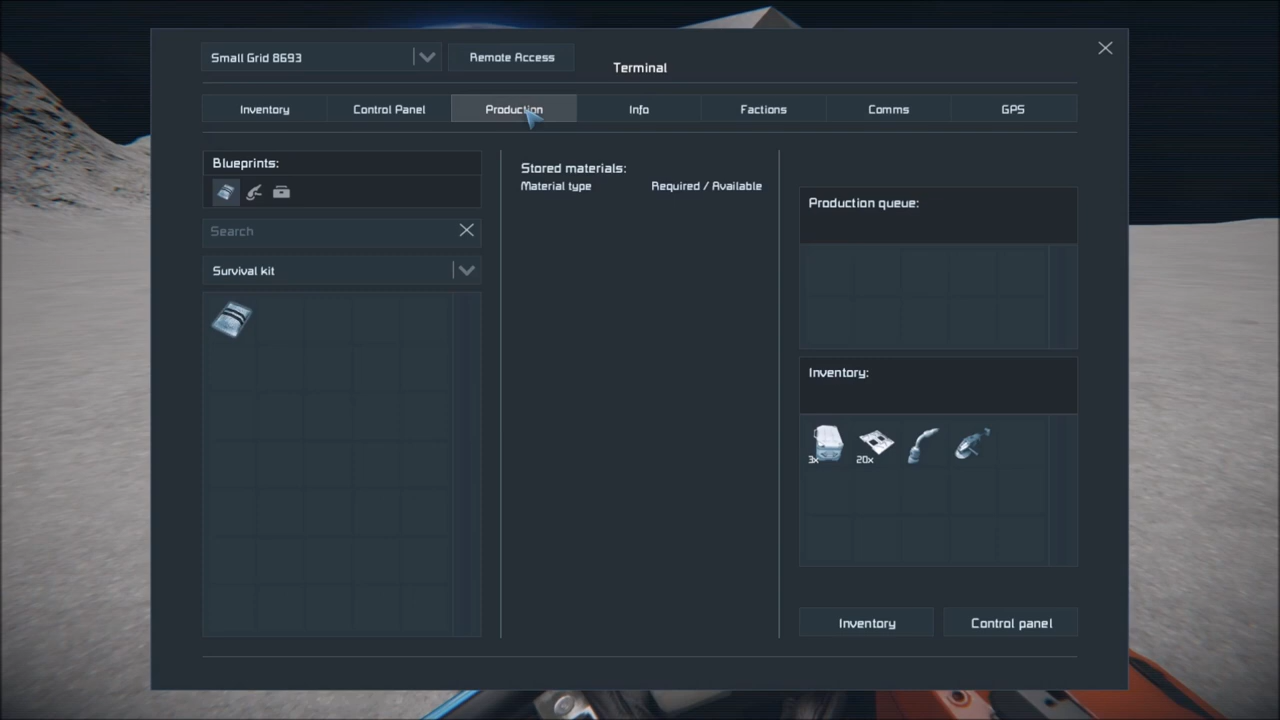 Small Grid 8693
Remote Access
Terminal
Inventory
Control Panel
Production
Info
Factions
Comms
GPS
Blueprints:
Search
Survival kit
Stored materials:
Material type
Required / Available
Production queue:
Inventory:
3x
20x
Inventory
Control panel